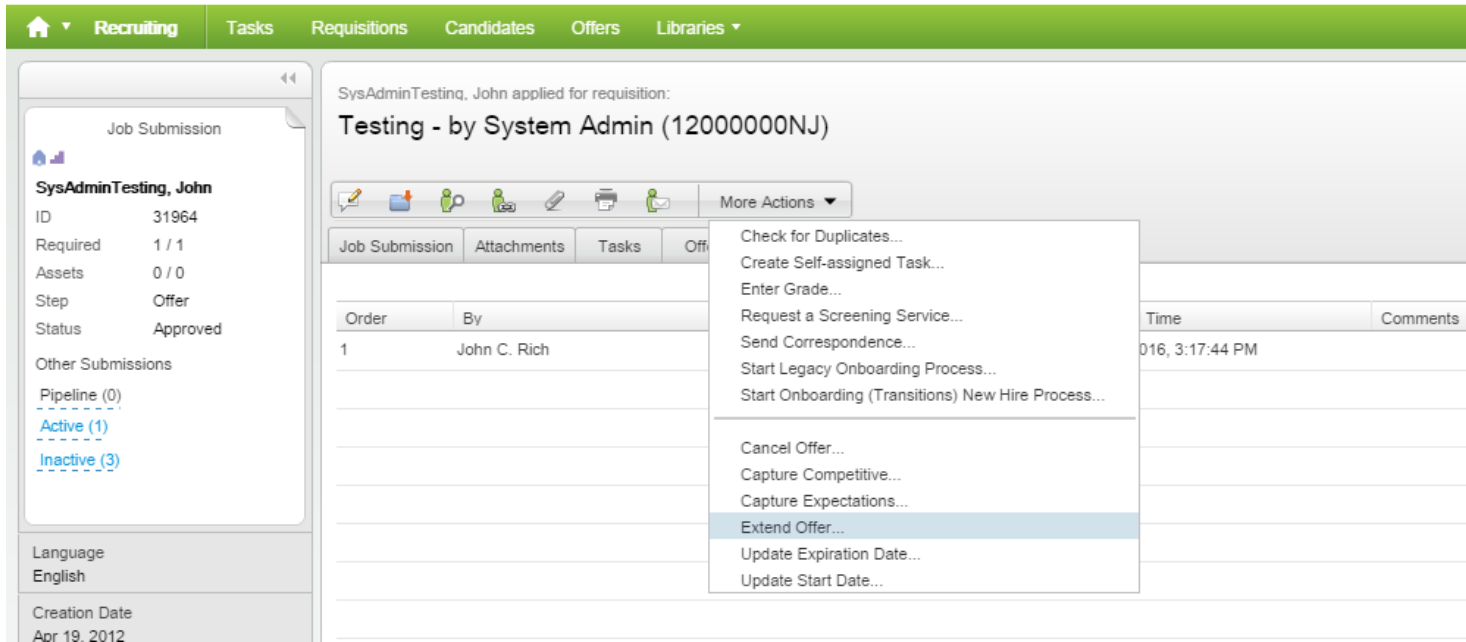 Recruiting Tasks Requisitions Candidates Offers Libraries
Job Submission
SysAdminTesting, John
ID 31964
Required 1 / 1
Assets 0 / 0
Step Offer
Status Approved
Other Submissions
Pipeline (0)
Active (1)
Inactive (3)
Language
English
Creation Date
Apr 19, 2012
SysAdminTesting, John applied for requisition:
Testing - by System Admin (12000000NJ)
More Actions
Job Submission Attachments Tasks Off
Check for Duplicates...
Create Self-assigned Task...
Enter Grade...
Request a Screening Service...
Send Correspondence...
Start Legacy Onboarding Process...
Start Onboarding (Transitions) New Hire Process...
Cancel Offer...
Capture Competitive...
Capture Expectations...
Extend Offer...
Update Expiration Date...
Update Start Date...
Order By Time Comments
1 John C. Rich 016, 3:17:44 PM